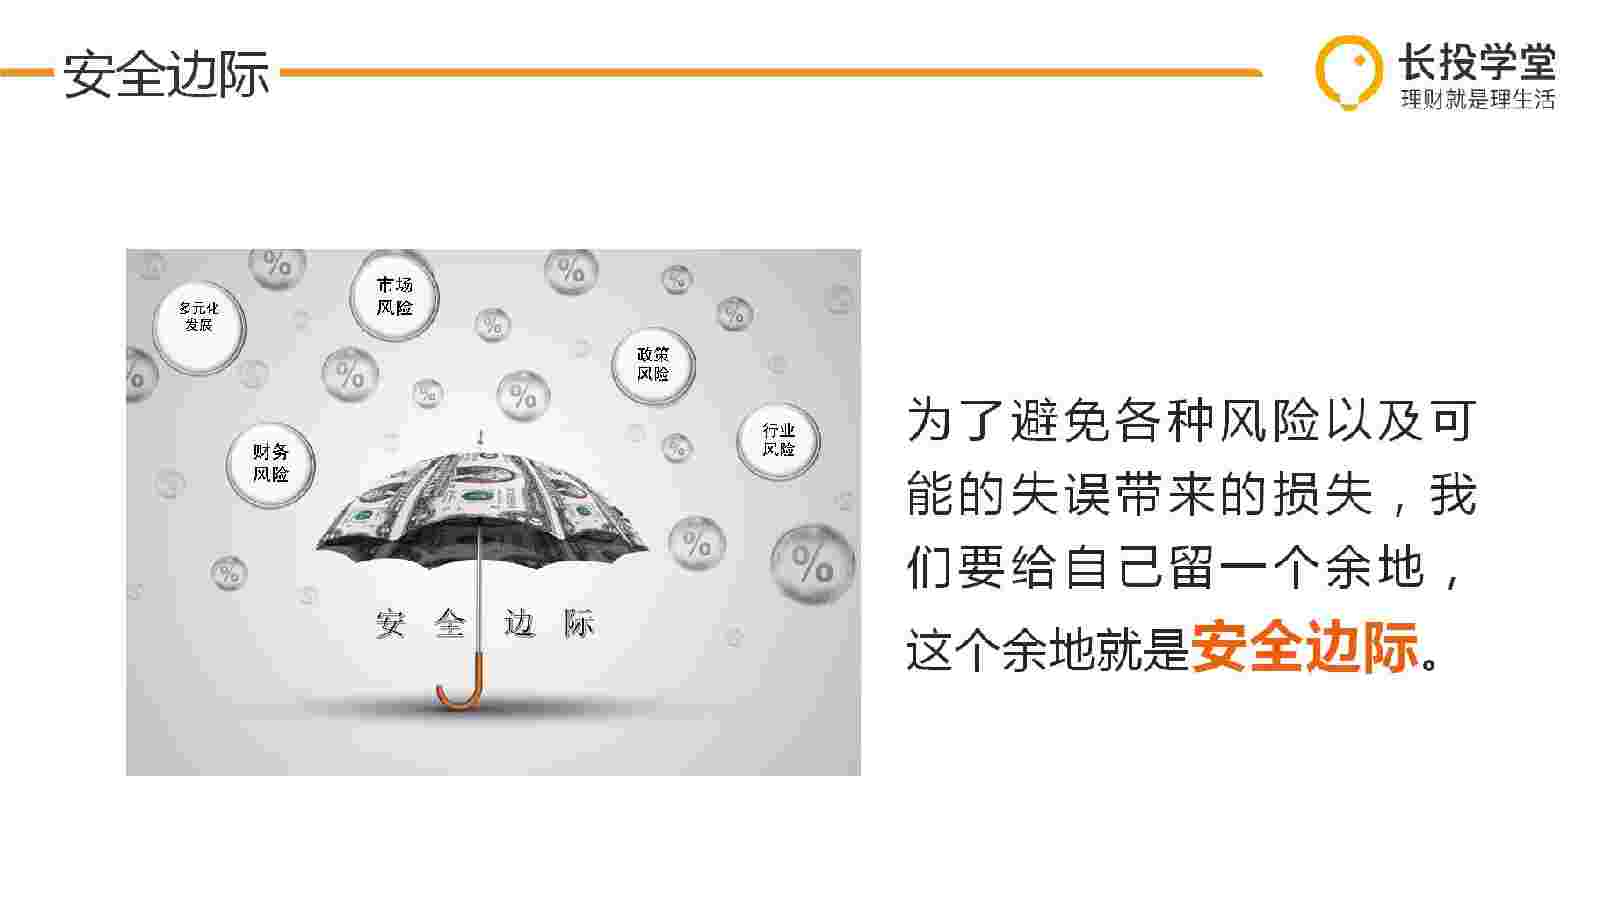 安全边际
长投学堂
理财就是理生活
多元化
发展
市场
风险
政策
风险
行业
风险
财务
风险
安全边际
为了避免各种风险以及可
能的失误带来的损失，我
们要给自己留一个余地，
这个余地就是安全边际。